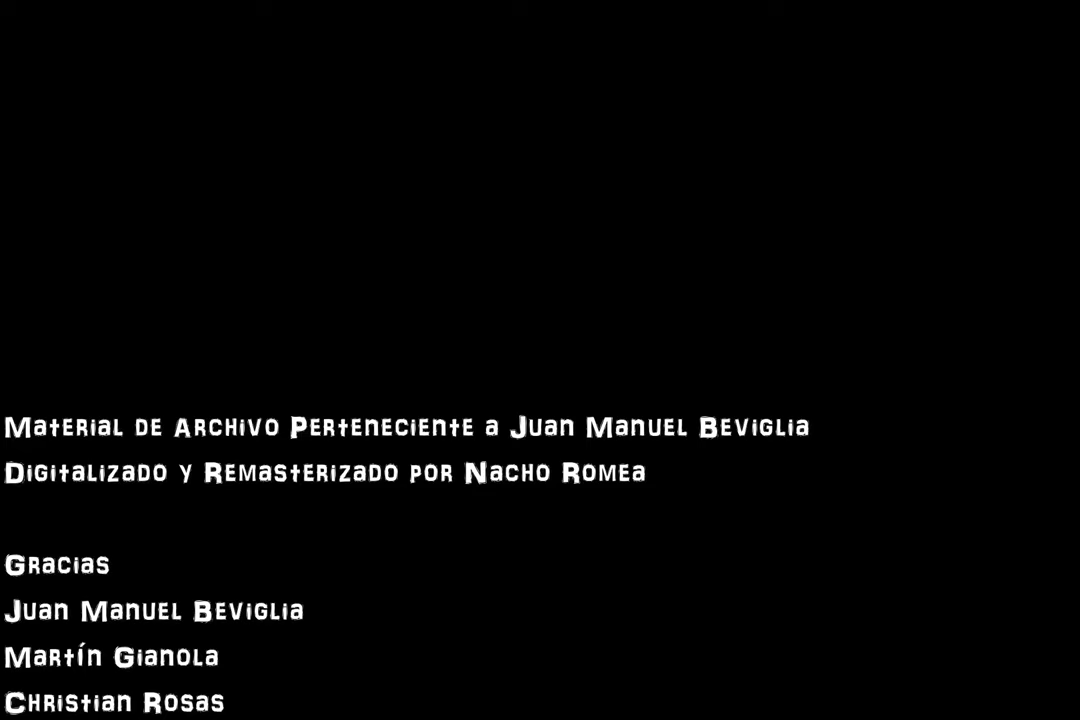 Material de Archivo Perteneciente a Juan Manuel Beviglia
Digitalizado y Remasterizado por Nacho Romea
Gracias
Juan Manuel Beviglia
Martín Gianola
Christian Rosas